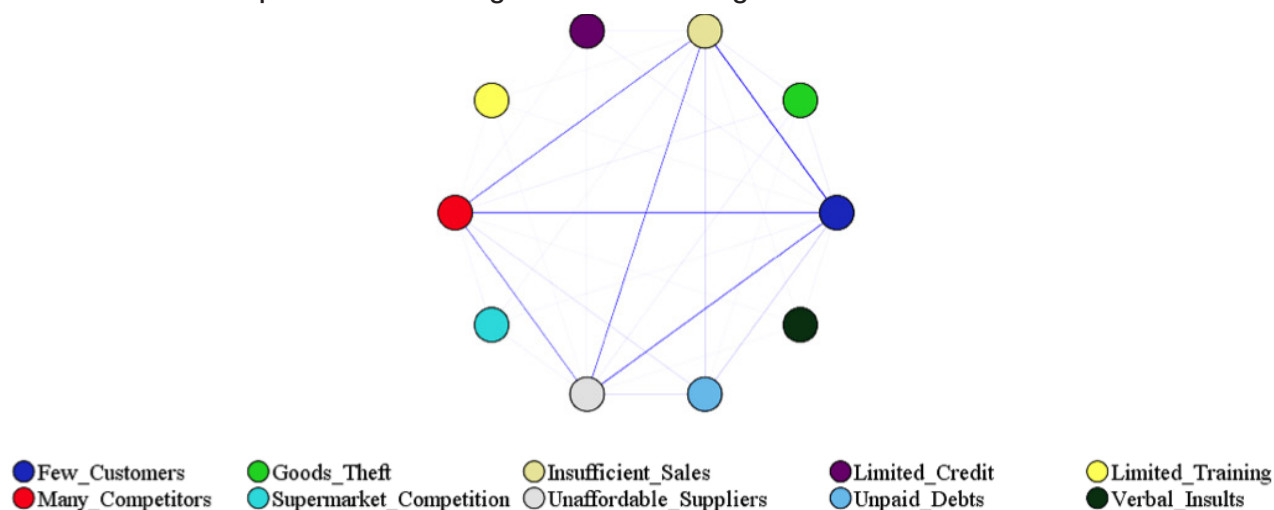 Few_Customers Goods_Theft Insufficient_Sales Limited_Credit Limited_Training
Many_Competitors Supermarket_Competition Unaffordable_Suppliers Unpaid_Debts Verbal_Insults